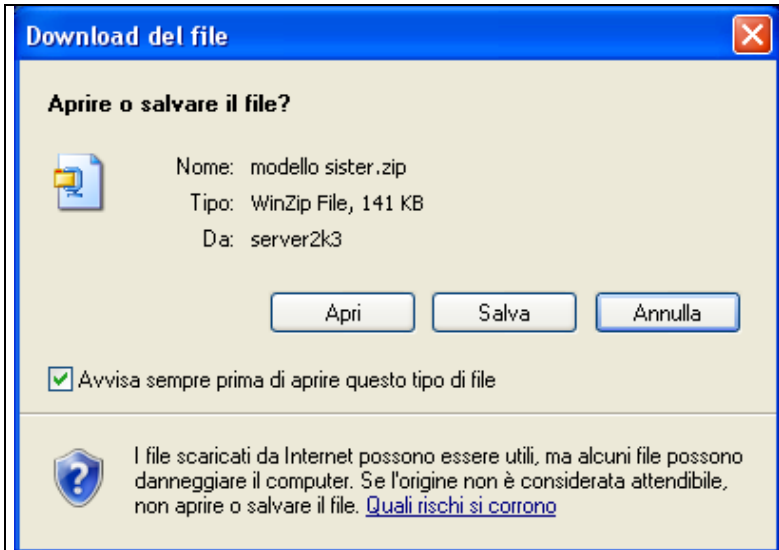 Download del file
Aprire o salvare il file?
Nome: modello sister.zip
Tipo: WinZip File, 141 KB
Da: server2k3
Apri Salva Annulla
Avvisa sempre prima di aprire questo tipo di file
I file scaricati da Internet possono essere utili, ma alcuni file possono
danneggiare il computer. Se l'origine non è considerata attendibile,
non aprire o salvare il file. Quali rischi si corrono